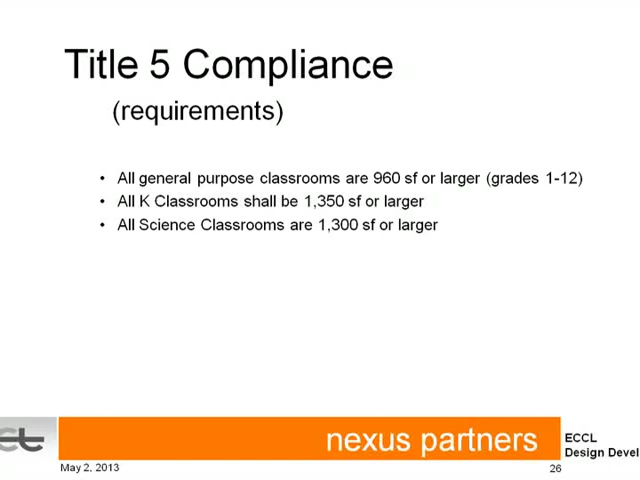 Title 5 Compliance
(requirements)
• All general purpose classrooms are 960 sf or larger (grades 1-12)
• All K Classrooms shall be 1,350 sf or larger
• All Science Classrooms are 1,300 sf or larger
nexus partners
ECCL
Design Devel
May 2, 2013
26